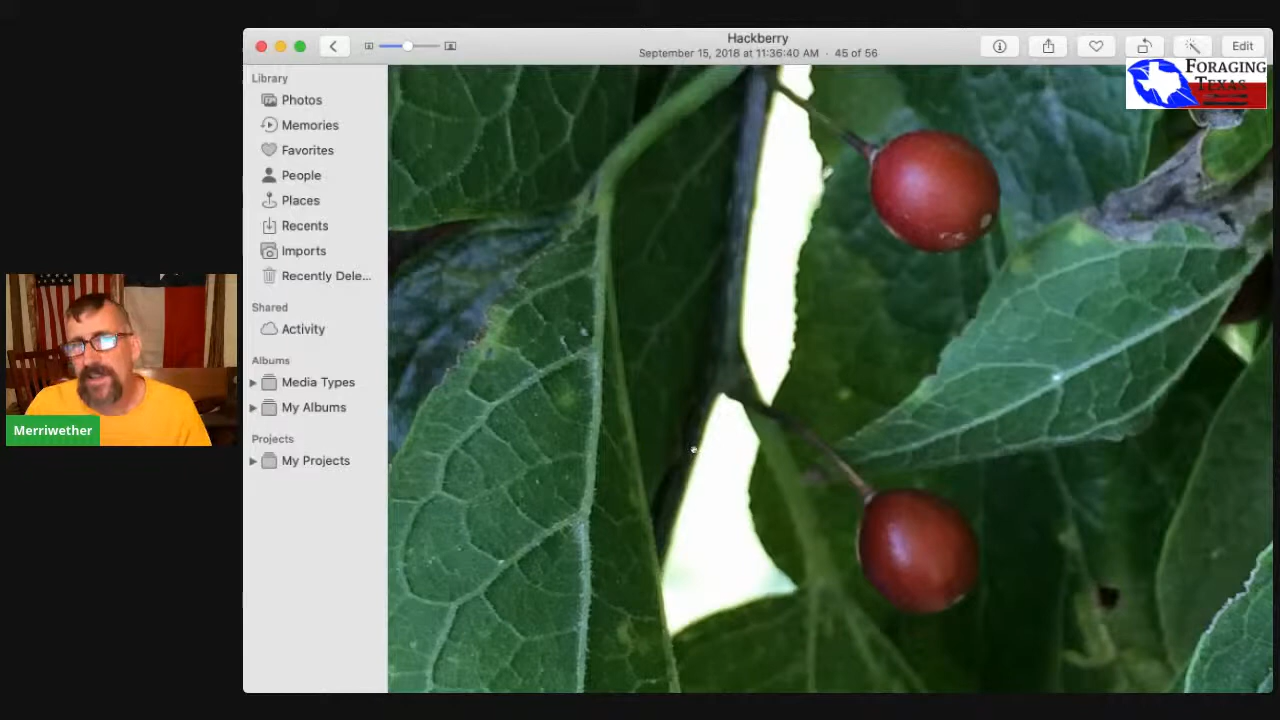 Hackberry
September 15, 2018 at 11:36:40 AM · 45 of 56
Edit
FORAGING
TEXAS
Library
Photos
Memories
Favorites
People
Places
Recents
Imports
Recently Dele...
Shared
Activity
Albums
Media Types
My Albums
Projects
My Projects
Merriwether